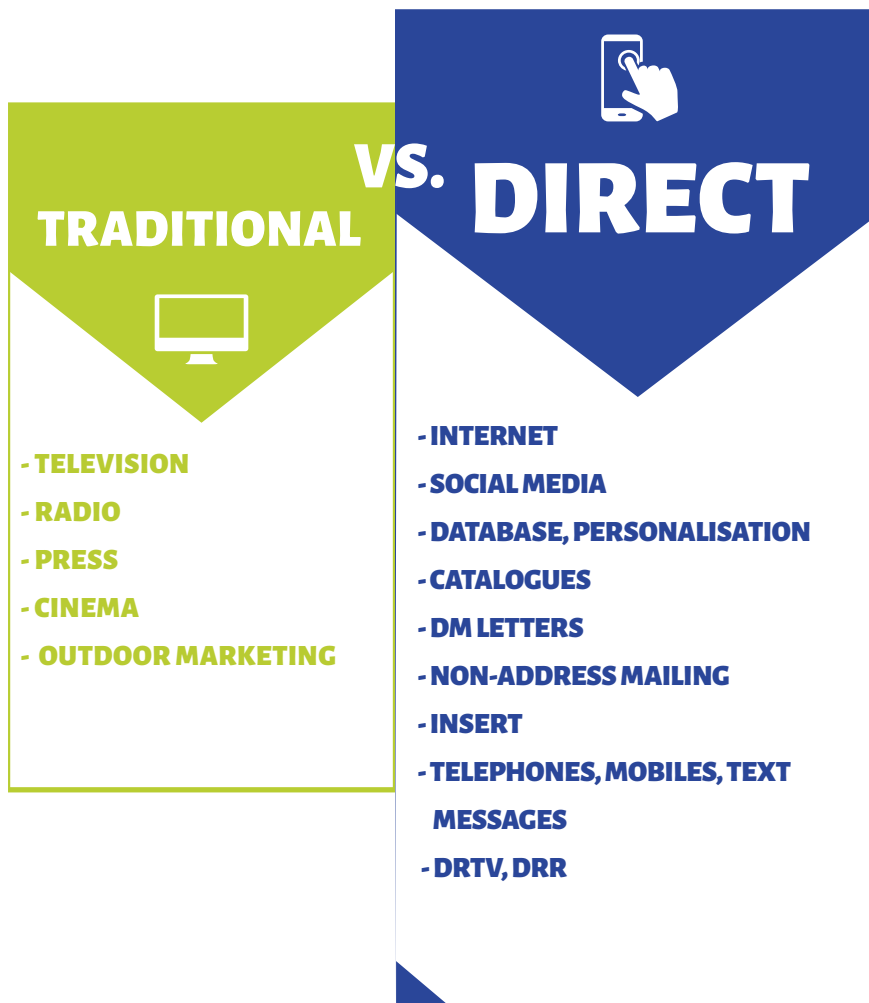 TRADITIONAL
VS.
DIRECT
- TELEVISION
- RADIO
- PRESS
- CINEMA
- OUTDOOR MARKETING
- INTERNET
- SOCIAL MEDIA
- DATABASE, PERSONALISATION
- CATALOGUES
- DM LETTERS
- NON-ADDRESS MAILING
- INSERT
- TELEPHONES, MOBILES, TEXT
MESSAGES
- DRTV, DRR